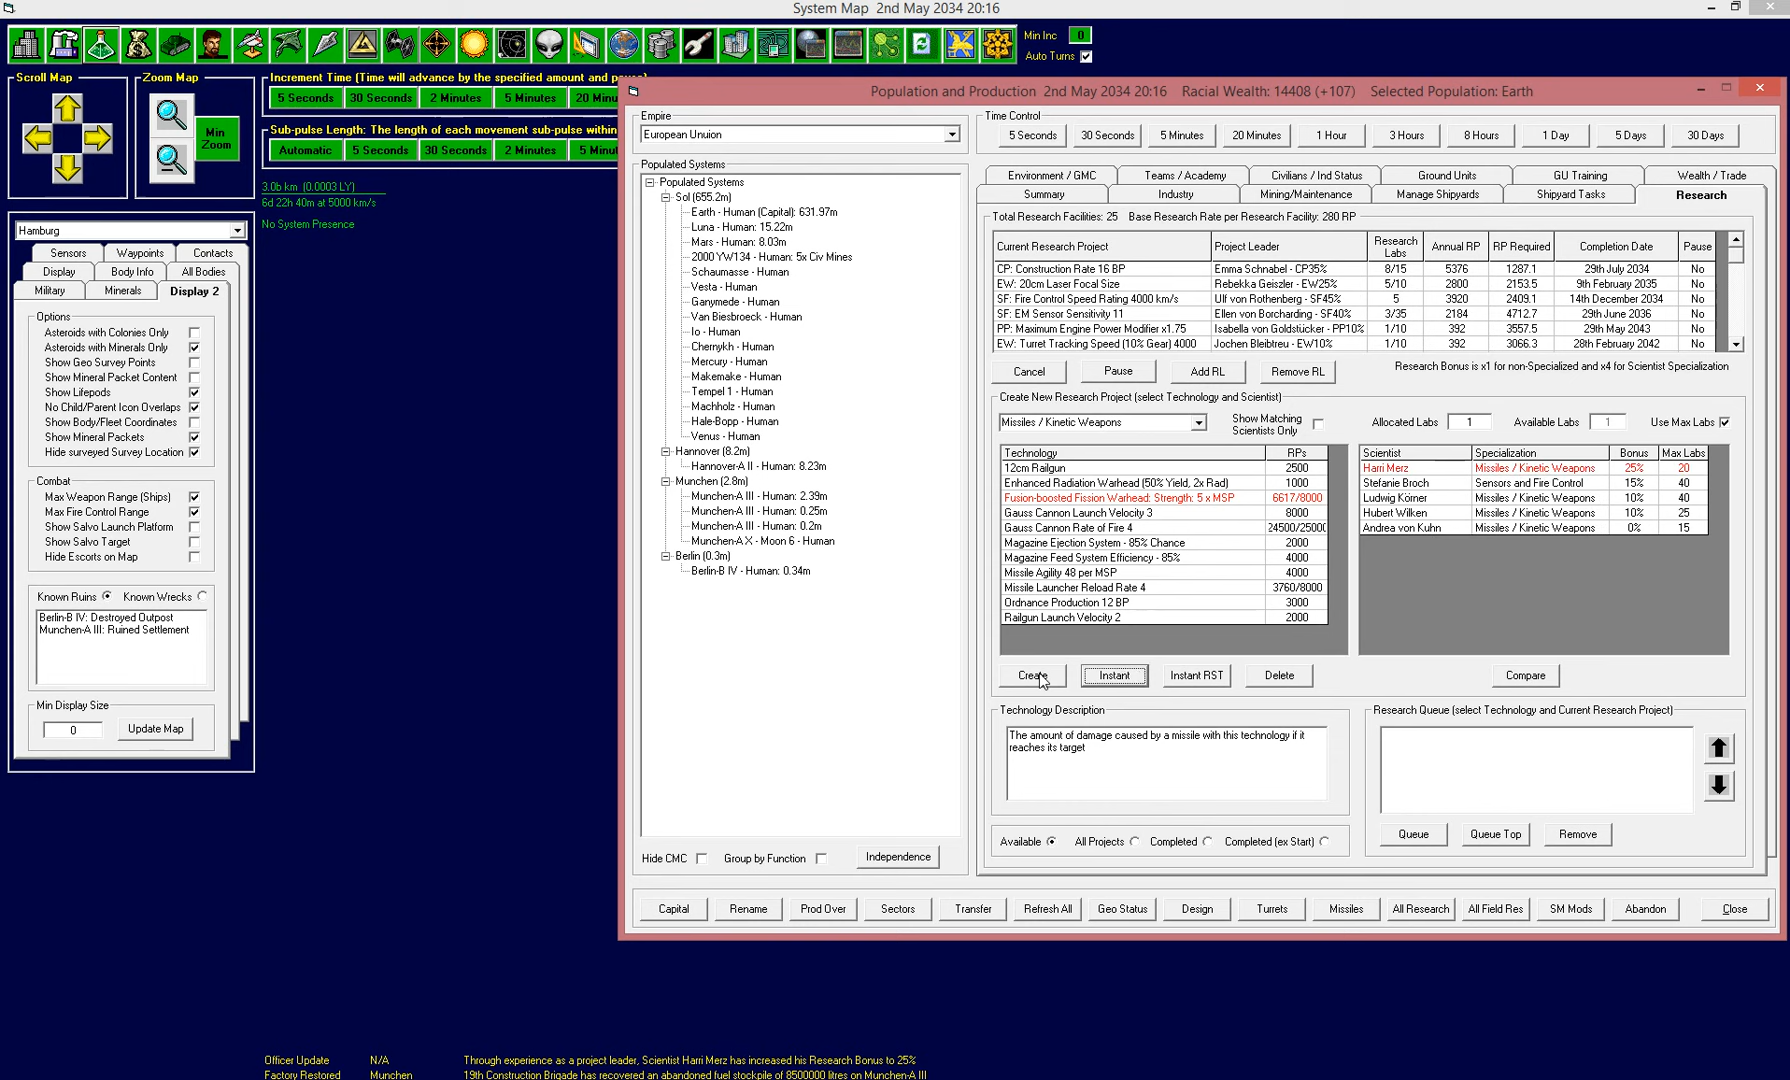 System Map 2nd May 2034 20:16
Min Inc 0
Auto Turns
Scroll Map
Zoom Map
Min Zoom
Increment Time (Time will advance by the specified amount and pause)
5 Seconds 30 Seconds 2 Minutes 5 Minutes 20 Minu
Sub-pulse Length: The length of each movement sub-pulse within
Automatic 5 Seconds 30 Seconds 2 Minutes 5 Minut
3.0b km (0.0003 LY)
6d 22h 40m at 5000 km/s
No System Presence
Hamburg
Sensors Waypoints Contacts
Display Body Info All Bodies
Military Minerals Display 2
Options
Asteroids with Colonies Only
Asteroids with Minerals Only
Show Geo Survey Points
Show Mineral Packet Content
Show Lifepods
No Child/Parent Icon Overlaps
Show Body/Fleet Coordinates
Show Mineral Packets
Hide surveyed Survey Location
Combat
Max Weapon Range (Ships)
Max Fire Control Range
Show Salvo Launch Platform
Show Salvo Target
Hide Escorts on Map
Known Ruins Known Wrecks
Berlin-B IV: Destroyed Outpost
Munchen-A III: Ruined Settlement
Min Display Size
0 Update Map
Population and Production 2nd May 2034 20:16 Racial Wealth: 14408 (+107) Selected Population: Earth
Empire
European Unuion
Populated Systems
Populated Systems
Sol (655.2m)
Earth - Human (Capital): 631.97m
Luna - Human: 15.22m
Mars - Human: 8.03m
2000 YW134 - Human: 5x Civ Mines
Schaumasse - Human
Vesta - Human
Ganymede - Human
Van Biesbroeck - Human
Io - Human
Chernykh - Human
Mercury - Human
Makemake - Human
Tempel 1 - Human
Machholz - Human
Hale-Bopp - Human
Venus - Human
Hannover (8.2m)
Hannover-A II - Human: 8.23m
Munchen (2.8m)
Munchen-A III - Human: 2.39m
Munchen-A III - Human: 0.25m
Munchen-A III - Human: 0.2m
Munchen-A X - Moon 6 - Human
Berlin (0.3m)
Berlin-B IV - Human: 0.34m
Hide CMC Group by Function Independence
Time Control
5 Seconds 30 Seconds 5 Minutes 20 Minutes 1 Hour 3 Hours 8 Hours 1 Day 5 Days 30 Days
Environment / GMC Teams / Academy Civilians / Ind Status Ground Units GU Training Wealth / Trade
Summary Industry Mining/Maintenance Manage Shipyards Shipyard Tasks Research
Total Research Facilities: 25 Base Research Rate per Research Facility: 280 RP
Current Research Project Project Leader Research Labs Annual RP RP Required Completion Date Pause
CP: Construction Rate 16 BP Emma Schnabel - CP35% 8/15 5376 1287.1 29th July 2034 No
EW: 20cm Laser Focal Size Rebekka Geiszler - EW25% 5/10 2800 2153.5 9th February 2035 No
SF: Fire Control Speed Rating 4000 km/s Ulf von Rothenberg - SF45% 5 3920 2409.1 14th December 2034 No
SF: EM Sensor Sensitivity 11 Ellen von Borcharding - SF40% 3/35 2184 4712.7 29th June 2036 No
PP: Maximum Engine Power Modifier x1.75 Isabella von Goldstücker - PP10% 1/10 392 3557.5 29th May 2043 No
EW: Turret Tracking Speed (10% Gear) 4000 Jochen Bleibtreu - EW10% 1/10 392 3066.3 28th February 2042 No
Cancel Pause Add RL Remove RL Research Bonus is x1 for non-Specialized and x4 for Scientist Specialization
Create New Research Project (select Technology and Scientist)
Missiles / Kinetic Weapons Show Matching Scientists Only Allocated Labs 1 Available Labs 1 Use Max Labs
Technology RPs
12cm Railgun 2500
Enhanced Radiation Warhead (50% Yield, 2x Rad) 1000
Fusion-boosted Fission Warhead: Strength: 5 x MSP 6617/8000
Gauss Cannon Launch Velocity 3 8000
Gauss Cannon Rate of Fire 4 24500/2500(
Magazine Ejection System - 85% Chance 2000
Magazine Feed System Efficiency - 85% 4000
Missile Agility 48 per MSP 4000
Missile Launcher Reload Rate 4 3760/8000
Ordnance Production 12 BP 3000
Railgun Launch Velocity 2 2000
Scientist Specialization Bonus Max Labs
Harri Merz Missiles / Kinetic Weapons 25% 20
Stefanie Broch Sensors and Fire Control 15% 40
Ludwig Körner Missiles / Kinetic Weapons 10% 40
Hubert Wilken Missiles / Kinetic Weapons 10% 25
Andrea von Kuhn Missiles / Kinetic Weapons 0% 15
Create Instant Instant RST Delete Compare
Technology Description
The amount of damage caused by a missile with this technology if it
reaches its target
Research Queue (select Technology and Current Research Project)
Available All Projects Completed Completed (ex Start)
Queue Queue Top Remove
Capital Rename Prod Over Sectors Transfer Refresh All Geo Status Design Turrets Missiles All Research All Field Res SM Mods Abandon Close
Officer Update N/A Through experience as a project leader, Scientist Harri Merz has increased his Research Bonus to 25%
Factory Restored Munchen 19th Construction Brigade has recovered an abandoned fuel stockpile of 8500000 litres on Munchen-A III